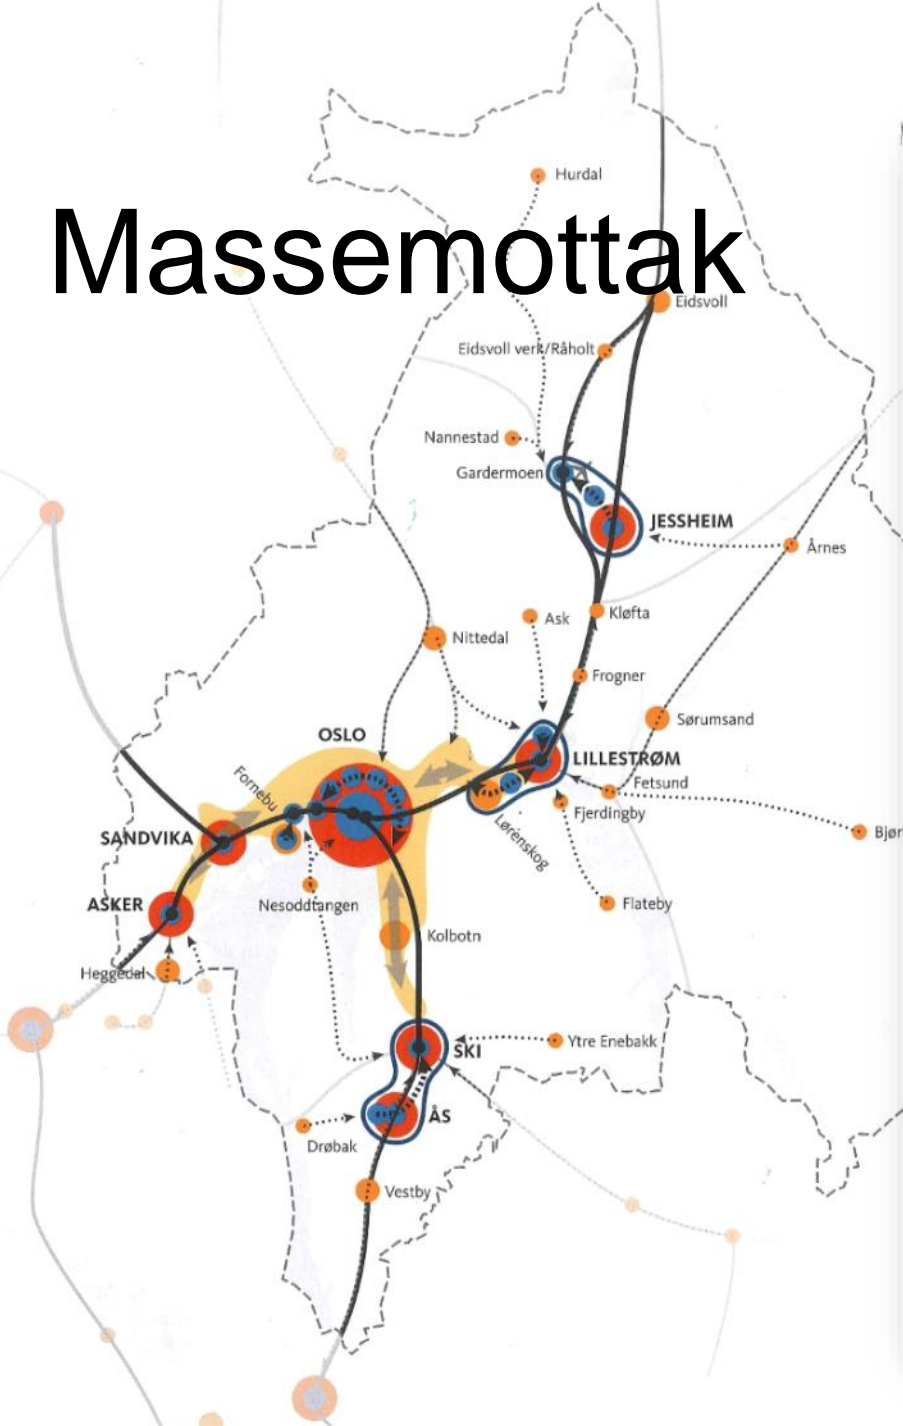 Hurdal
Massemottak
Eidsvoll
Eidsvoll verk/Råholt
Nannestad
Gardermoen
JESSHEIM
Årnes
Ask
Kløfta
Nittedal
Frogner
Sørumsand
OSLO
LILLESTRØM
Fornebu
Fetsund
Fjerdingby
SANDVIKA
Lørenskog
Bjør
ASKER
Nesoddtangen
Flateby
Kolbotn
Heggedal
SKI
Ytre Enebakk
ÅS
Drøbak
Vestby